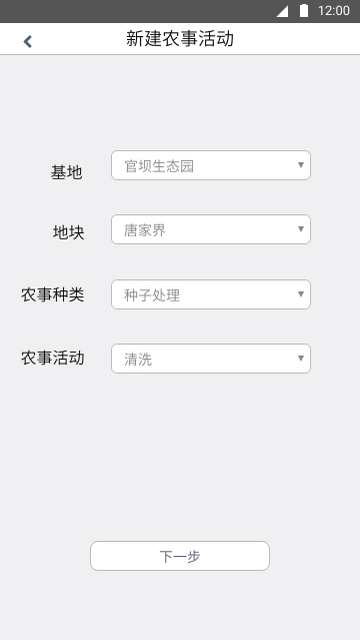 12:00
新建农事活动
基地
官坝生态园
地块
唐家界
农事种类
种子处理
农事活动
清洗
下一步